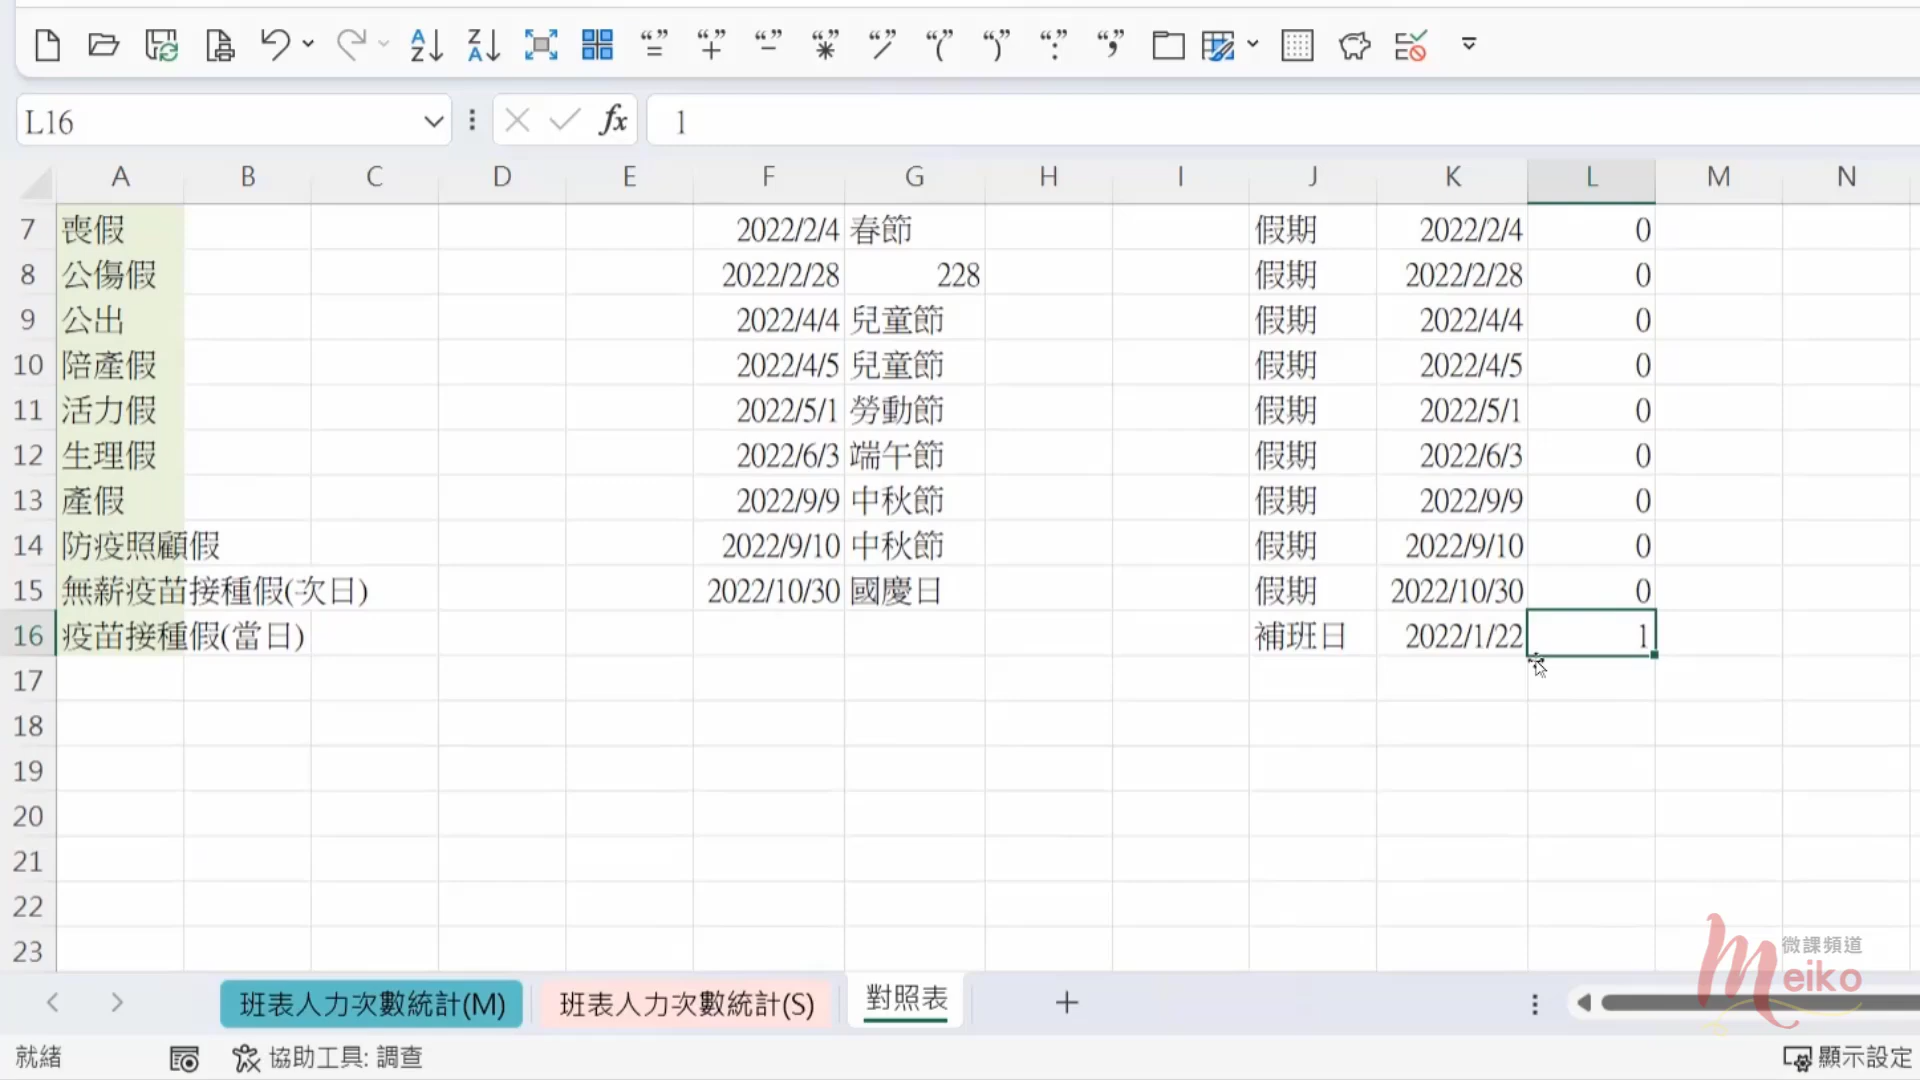 L16 fx 1
A B C D E F G H I J K L M N
7 喪假 2022/2/4 春節 假期 2022/2/4 0
8 公傷假 2022/2/28 228 假期 2022/2/28 0
9 公出 2022/4/4 兒童節 假期 2022/4/4 0
10 陪產假 2022/4/5 兒童節 假期 2022/4/5 0
11 活力假 2022/5/1 勞動節 假期 2022/5/1 0
12 生理假 2022/6/3 端午節 假期 2022/6/3 0
13 產假 2022/9/9 中秋節 假期 2022/9/9 0
14 防疫照顧假 2022/9/10 中秋節 假期 2022/9/10 0
15 無薪疫苗接種假(次日) 2022/10/30 國慶日 假期 2022/10/30 0
16 疫苗接種假(當日) 補班日 2022/1/22 1
17
18
19
20
21
22
23
微課頻道
Meiko
班表人力次數統計(M) 班表人力次數統計(S) 對照表
就緒 協助工具: 調查 顯示設定